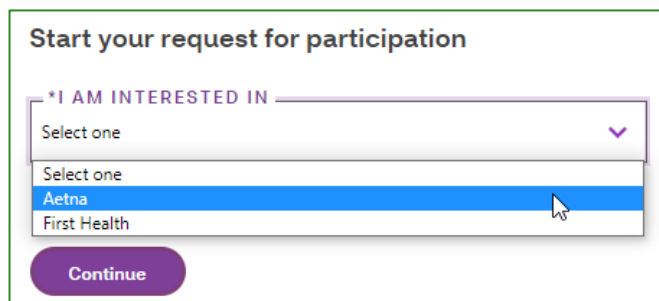 Start your request for participation
*I AM INTERESTED IN
Select one
Select one
Aetna
First Health
Continue